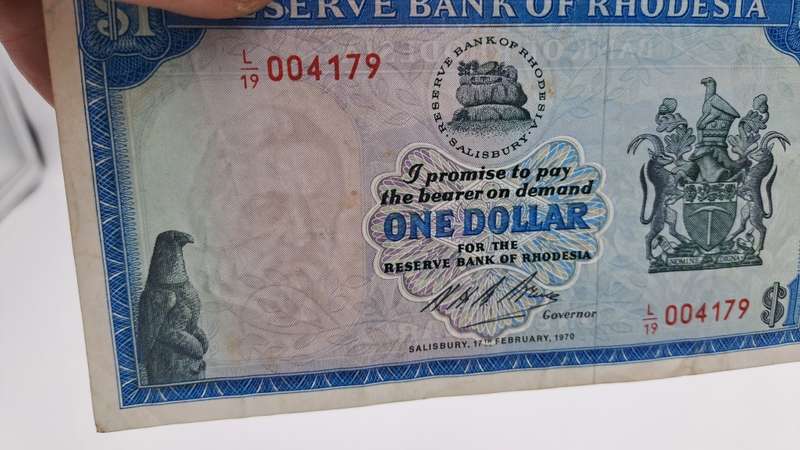 $1
RESERVE BANK OF RHODESIA
L/19 004179
RESERVE BANK OF RHODESIA
· SALISBURY ·
I promise to pay
the bearer on demand
ONE DOLLAR
FOR THE
RESERVE BANK OF RHODESIA
Governor
SALISBURY, 17TH FEBRUARY, 1970
L/19 004179
$